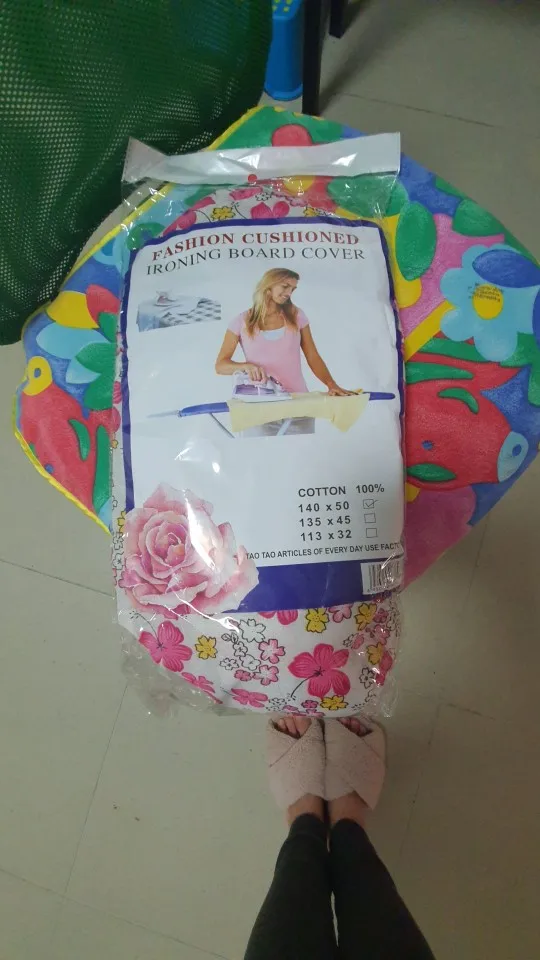 FASHION CUSHIONED
IRONING BOARD COVER
COTTON 100%
140 x 50
135 x 45
113 x 32
TAO TAO ARTICLES OF EVERY DAY USE FACT